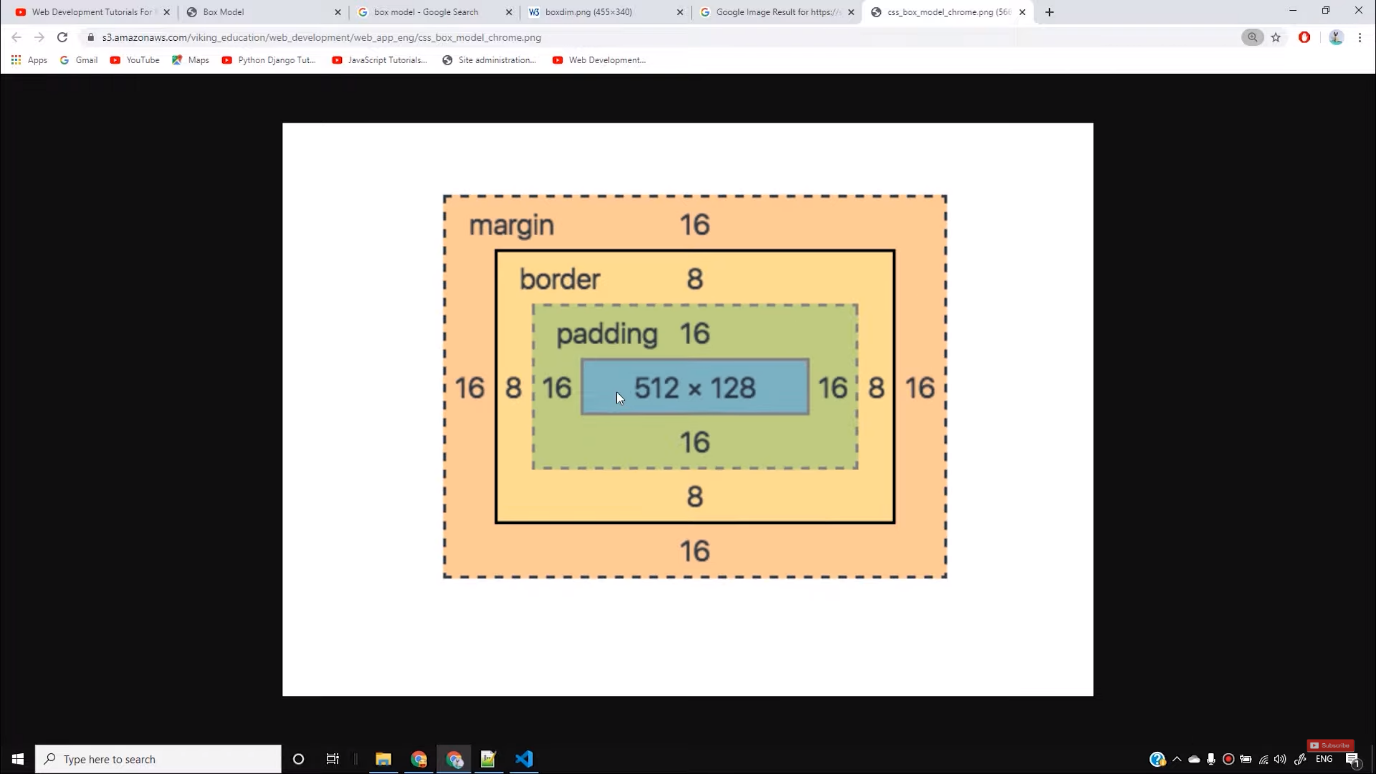 Web Development Tutorials For
Box Model
box model - Google Search
boxdim.png (455×340)
Google Image Result for https://
css_box_model_chrome.png (566
s3.amazonaws.com/viking_education/web_development/web_app_eng/css_box_model_chrome.png
Apps
Gmail
YouTube
Maps
Python Django Tut...
JavaScript Tutorials...
Site administration...
Web Development...
margin 16
border 8
padding 16
16 8 16 512 × 128 16 8 16
16
8
16
Subscribe
Type here to search
ENG
1